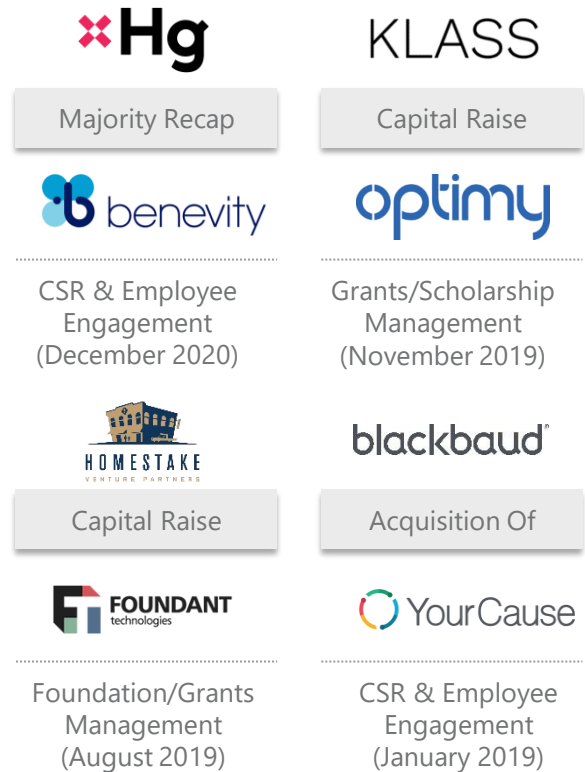 Hg
Majority Recap
benevity
CSR & Employee
Engagement
(December 2020)
KLASS
Capital Raise
optimy
Grants/Scholarship
Management
(November 2019)
HOMESTAKE
VENTURE PARTNERS
Capital Raise
FOUNDANT
technologies
Foundation/Grants
Management
(August 2019)
blackbaud®
Acquisition Of
YourCause
CSR & Employee
Engagement
(January 2019)